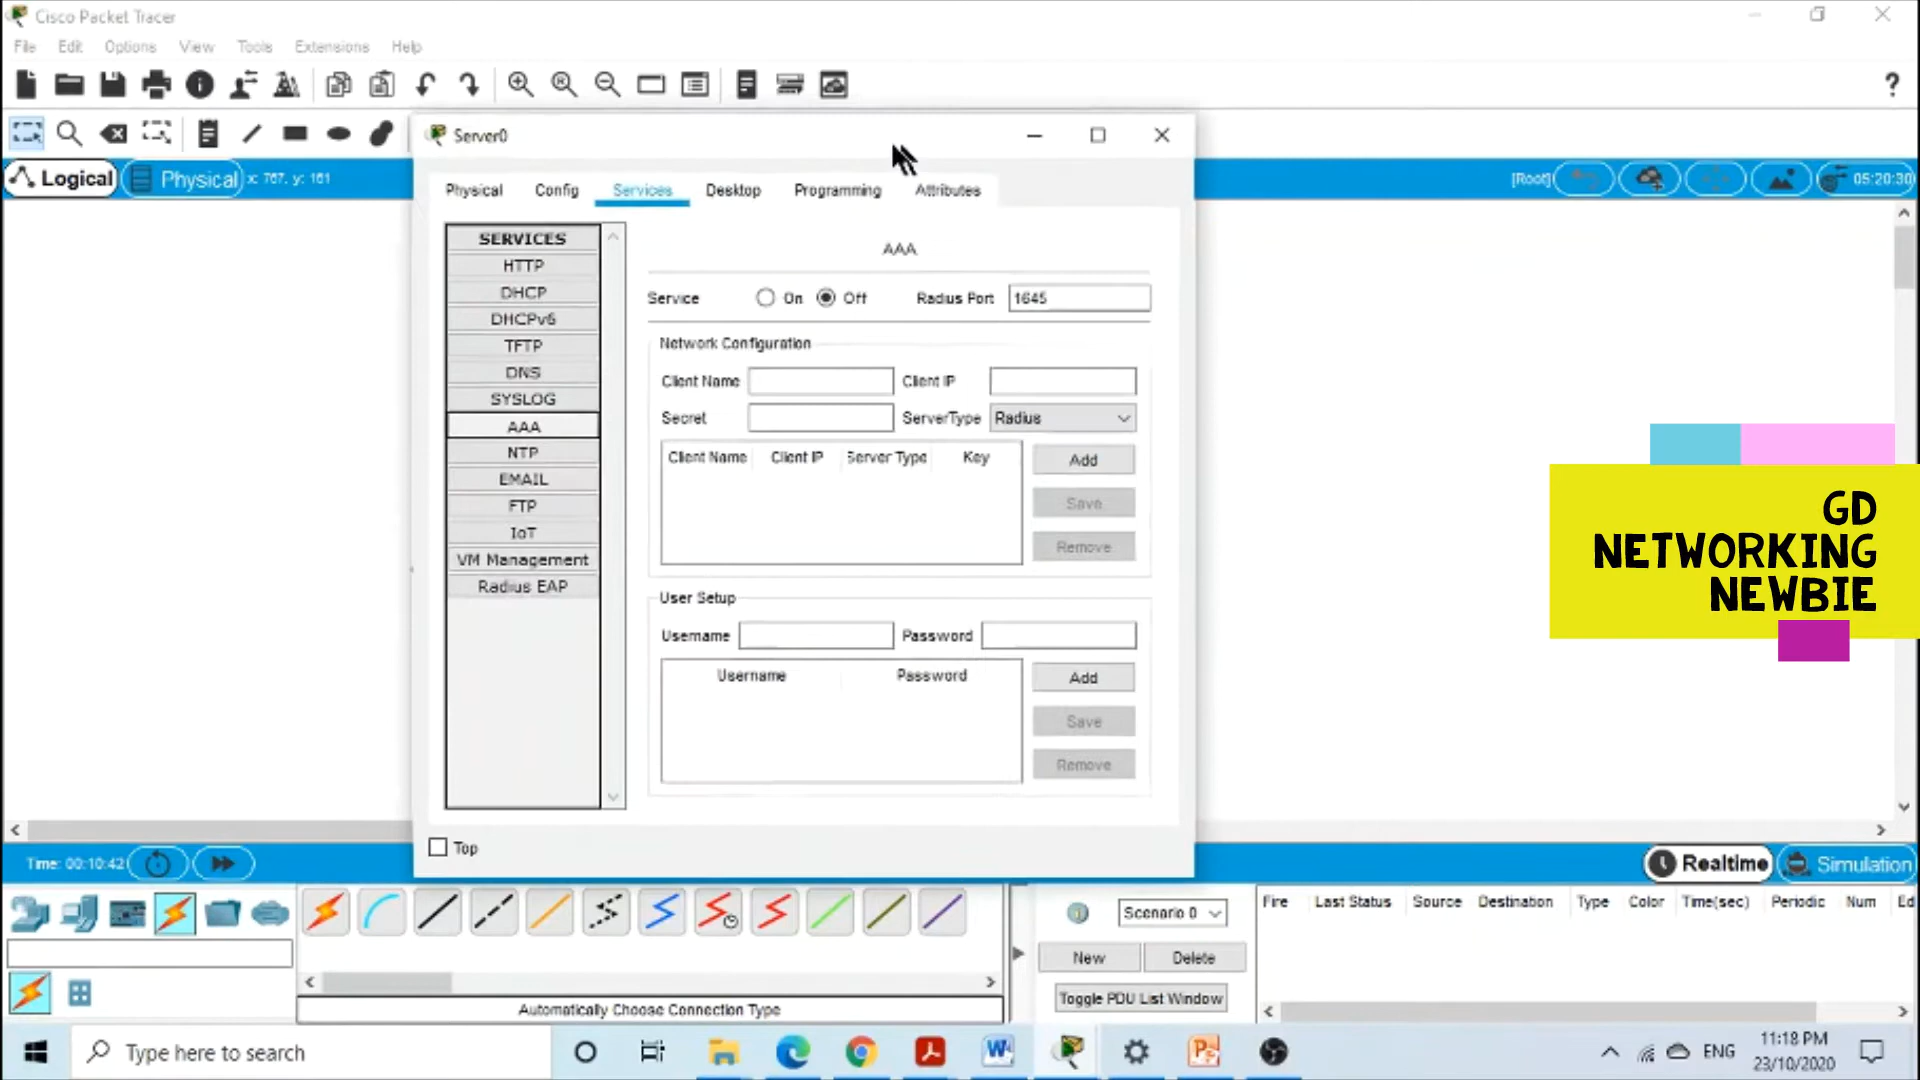 Cisco Packet Tracer
File Edit Options View Tools Extensions Help
?
Server0
Logical Physical x: 767, y: 161
[Root] 05:20:30
Physical Config Services Desktop Programming Attributes
SERVICES
HTTP
DHCP
DHCPv6
TFTP
DNS
SYSLOG
AAA
NTP
EMAIL
FTP
IoT
VM Management
Radius EAP
AAA
Service On Off Radius Port 1645
Network Configuration
Client Name Client IP
Secret ServerType Radius
Client Name Client IP Server Type Key
Add
Save
Remove
User Setup
Username Password
Username Password
Add
Save
Remove
Top
GD
NETWORKING
NEWBIE
Time: 00:10:42
Realtime Simulation
Scenario 0
New Delete
Toggle PDU List Window
Fire Last Status Source Destination Type Color Time(sec) Periodic Num Ed
Automatically Choose Connection Type
Type here to search
ENG
11:18 PM
23/10/2020